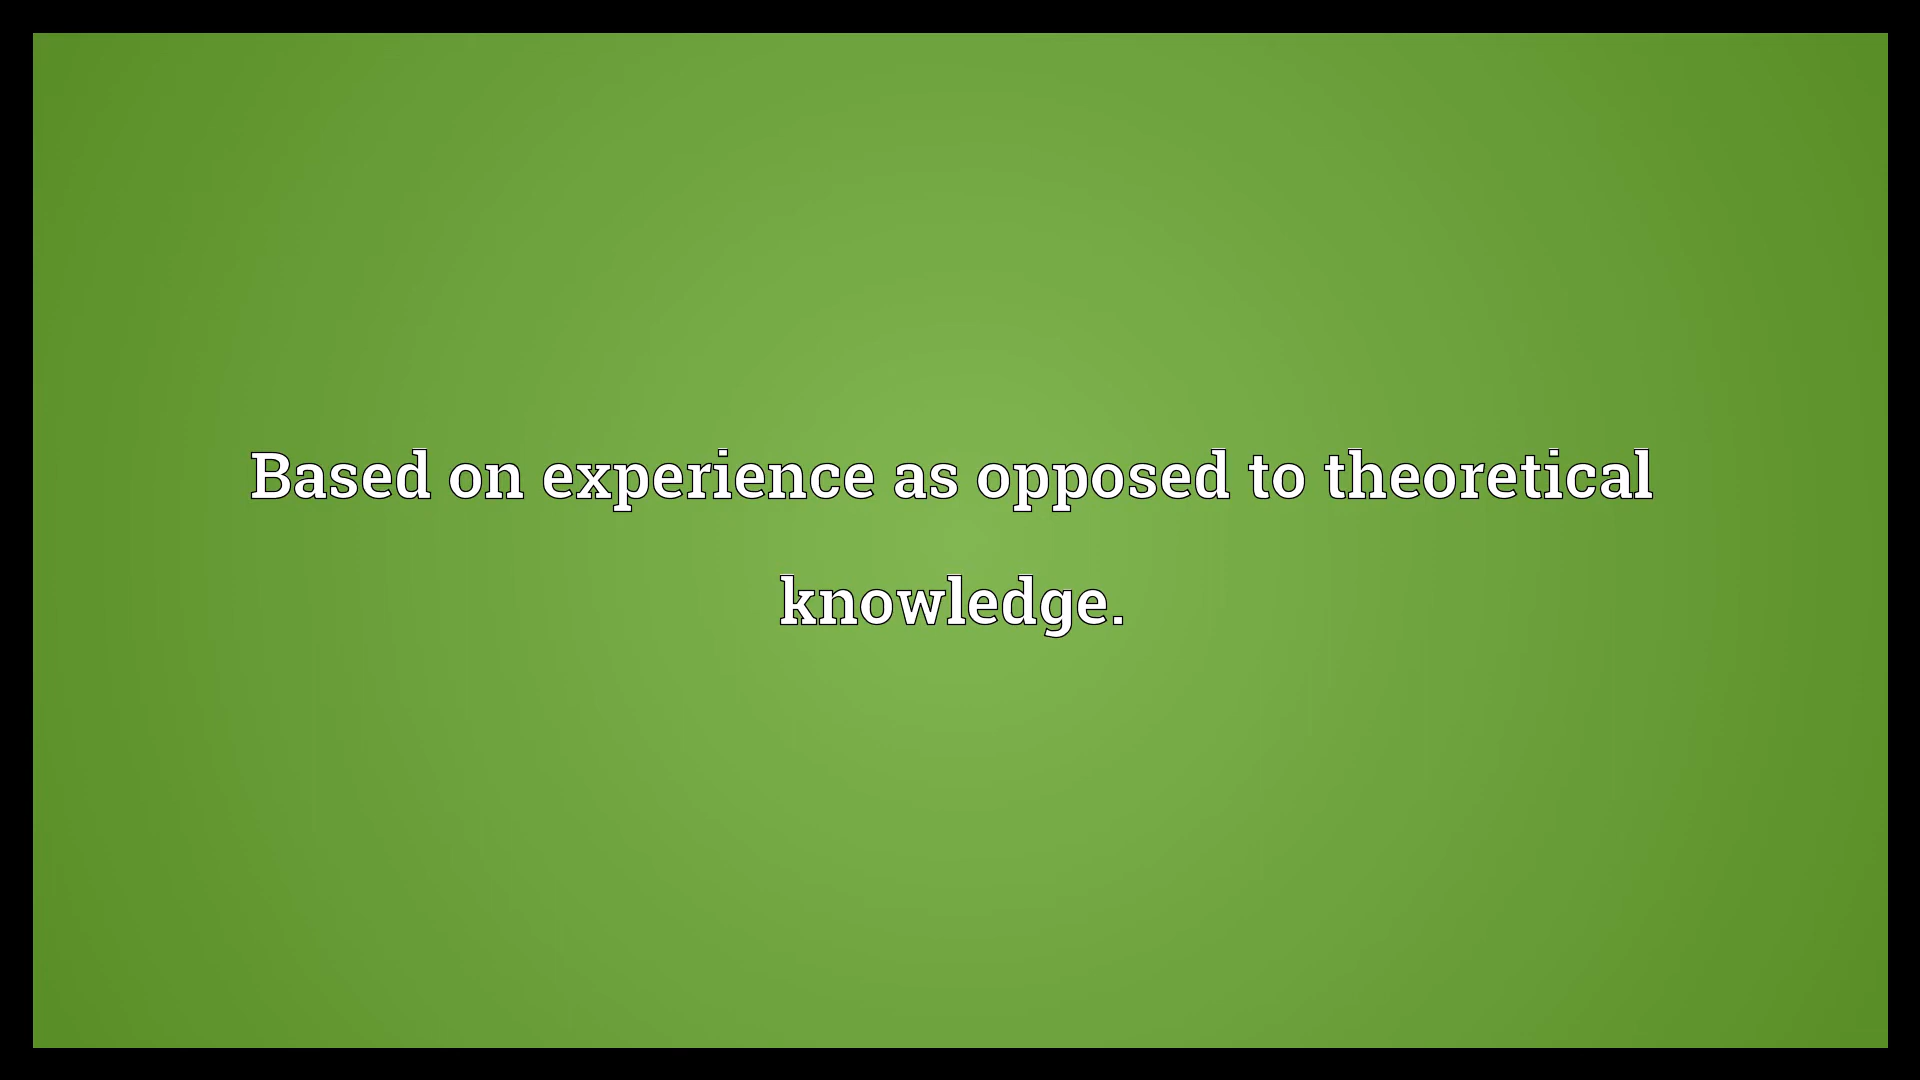 Based on experience as opposed to theoretical
knowledge.